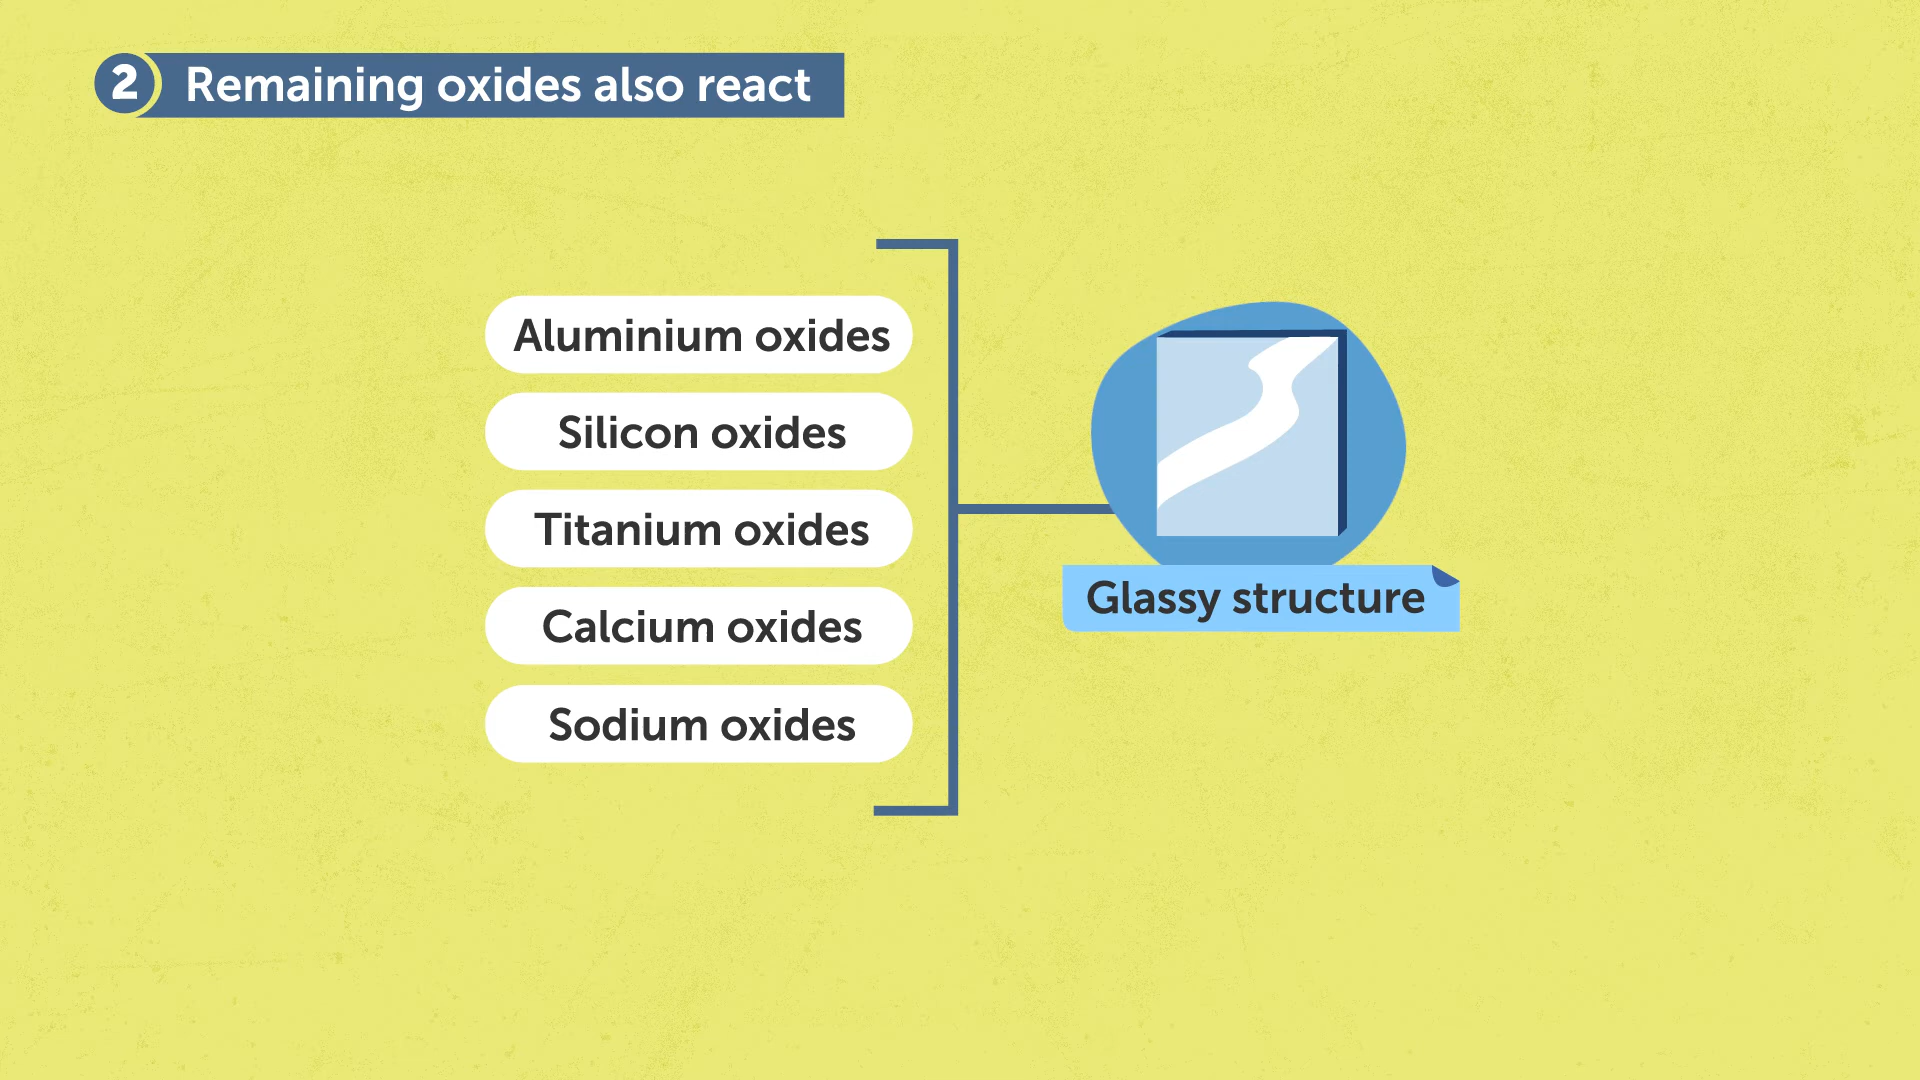 2 Remaining oxides also react
Aluminium oxides
Silicon oxides
Titanium oxides
Calcium oxides
Sodium oxides
Glassy structure